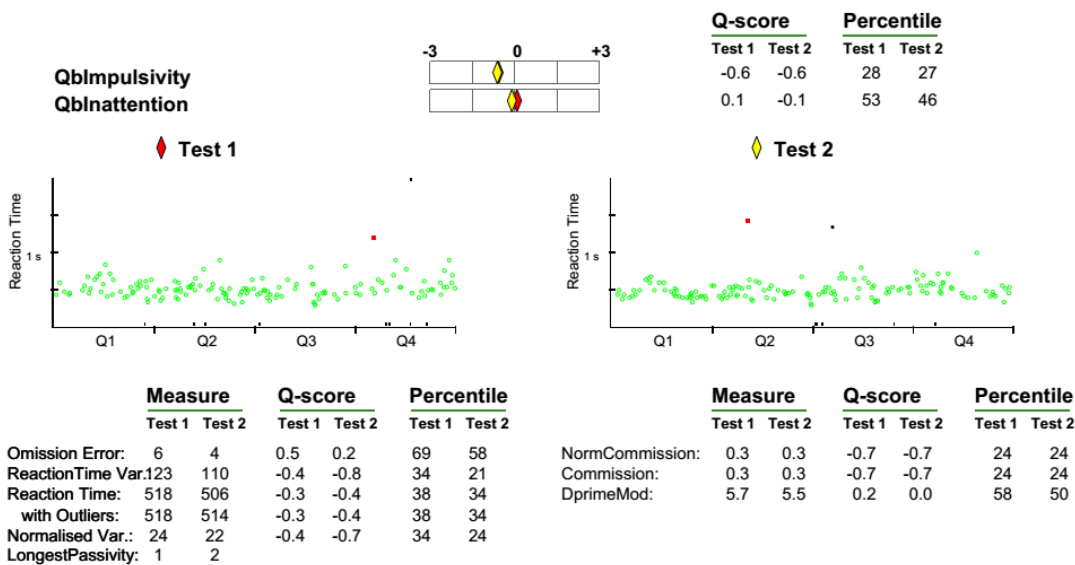 Q-score Percentile
-3 0 +3 Test 1 Test 2 Test 1 Test 2
QbImpulsivity -0.6 -0.6 28 27
QbInattention 0.1 -0.1 53 46
Test 1 Test 2
Reaction Time
1 s
Q1 Q2 Q3 Q4
Reaction Time
1 s
Q1 Q2 Q3 Q4
Measure Q-score Percentile
Test 1 Test 2 Test 1 Test 2 Test 1 Test 2
Omission Error: 6 4 0.5 0.2 69 58
ReactionTime Var.: 123 110 -0.4 -0.8 34 21
Reaction Time: 518 506 -0.3 -0.4 38 34
with Outliers: 518 514 -0.3 -0.4 38 34
Normalised Var.: 24 22 -0.4 -0.7 34 24
LongestPassivity: 1 2
Measure Q-score Percentile
Test 1 Test 2 Test 1 Test 2 Test 1 Test 2
NormCommission: 0.3 0.3 -0.7 -0.7 24 24
Commission: 0.3 0.3 -0.7 -0.7 24 24
DprimeMod: 5.7 5.5 0.2 0.0 58 50